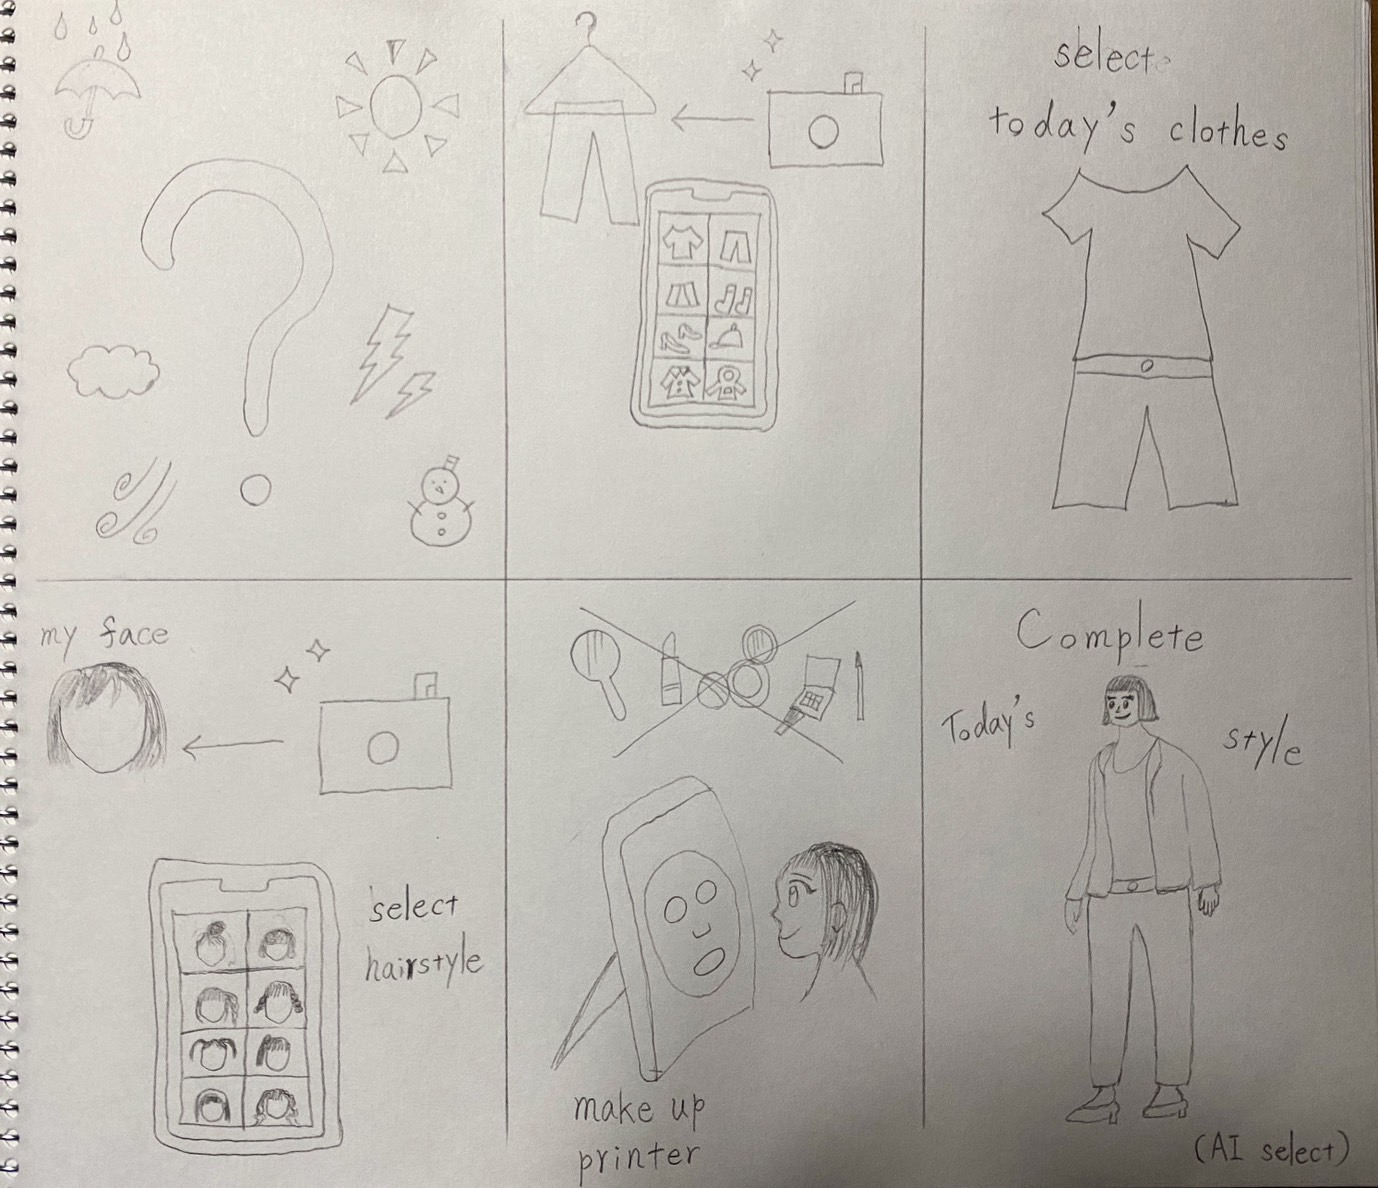 select
today's clothes
my face
select
hairstyle
make up
printer
Complete
Today's
style
(AI select)